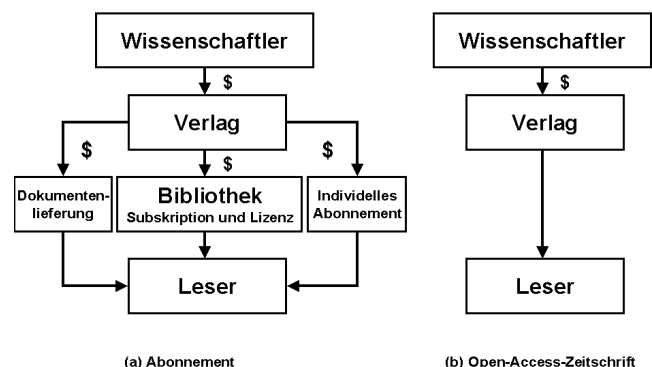 Wissenschaftler
$
Verlag
$
$
$
Dokumenten-
lieferung
Bibliothek
Subskription und Lizenz
Individelles
Abonnement
Leser
(a) Abonnement
Wissenschaftler
$
Verlag
Leser
(b) Open-Access-Zeitschrift